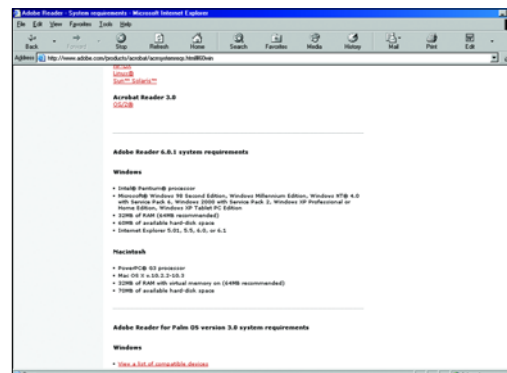 Adobe Reader - System requirements - Microsoft Internet Explorer
File Edit View Favorites Tools Help
Back Forward Stop Refresh Home Search Favorites Media History Mail Print Edit
Address http://www.adobe.com/products/acrobat/acrrsystemreqs.html#60win
Linux®
Sun™ Solaris™
Acrobat Reader 3.0
OS/2®
Adobe Reader 6.0.1 system requirements
Windows
• Intel® Pentium® processor
• Microsoft® Windows 98 Second Edition, Windows Millennium Edition, Windows NT® 4.0
with Service Pack 6, Windows 2000 with Service Pack 2, Windows XP Professional or
Home Edition, Windows XP Tablet PC Edition
• 32MB of RAM (64MB recommended)
• 60MB of available hard-disk space
• Internet Explorer 5.01, 5.5, 6.0, or 6.1
Macintosh
• PowerPC® G3 processor
• Mac OS X v.10.2.2-10.3
• 32MB of RAM with virtual memory on (64MB recommended)
• 70MB of available hard-disk space
Adobe Reader for Palm OS version 3.0 system requirements
Windows
• View a list of compatible devices